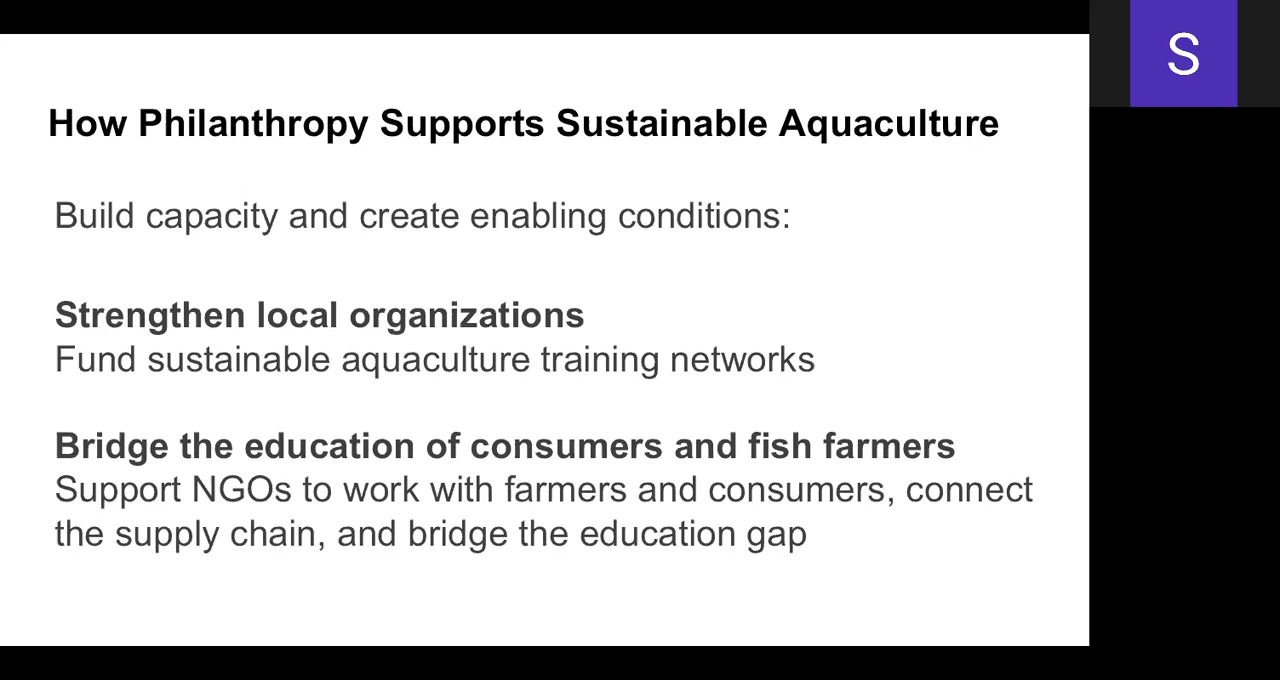 How Philanthropy Supports Sustainable Aquaculture
S
Build capacity and create enabling conditions:
Strengthen local organizations
Fund sustainable aquaculture training networks
Bridge the education of consumers and fish farmers
Support NGOs to work with farmers and consumers, connect
the supply chain, and bridge the education gap